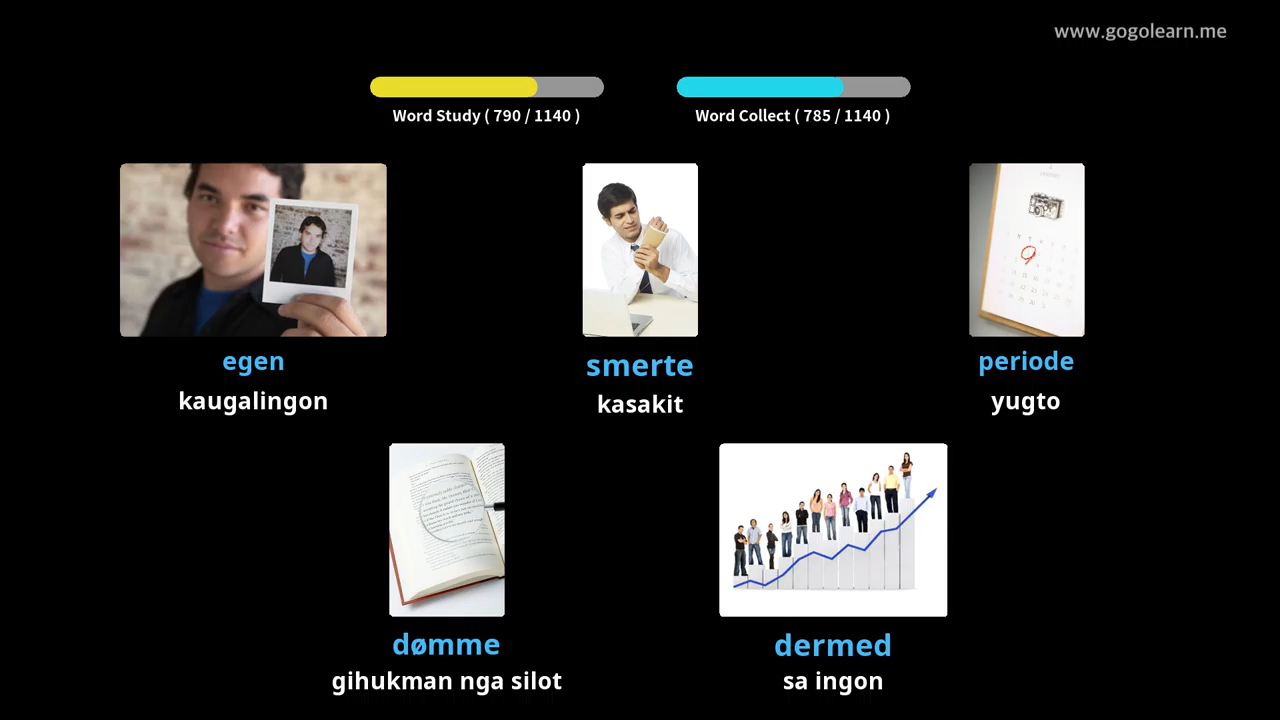 www.gogolearn.me
Word Study ( 790 / 1140 )
Word Collect ( 785 / 1140 )
egen
kaugalingon
smerte
kasakit
periode
yugto
dømme
gihukman nga silot
dermed
sa ingon